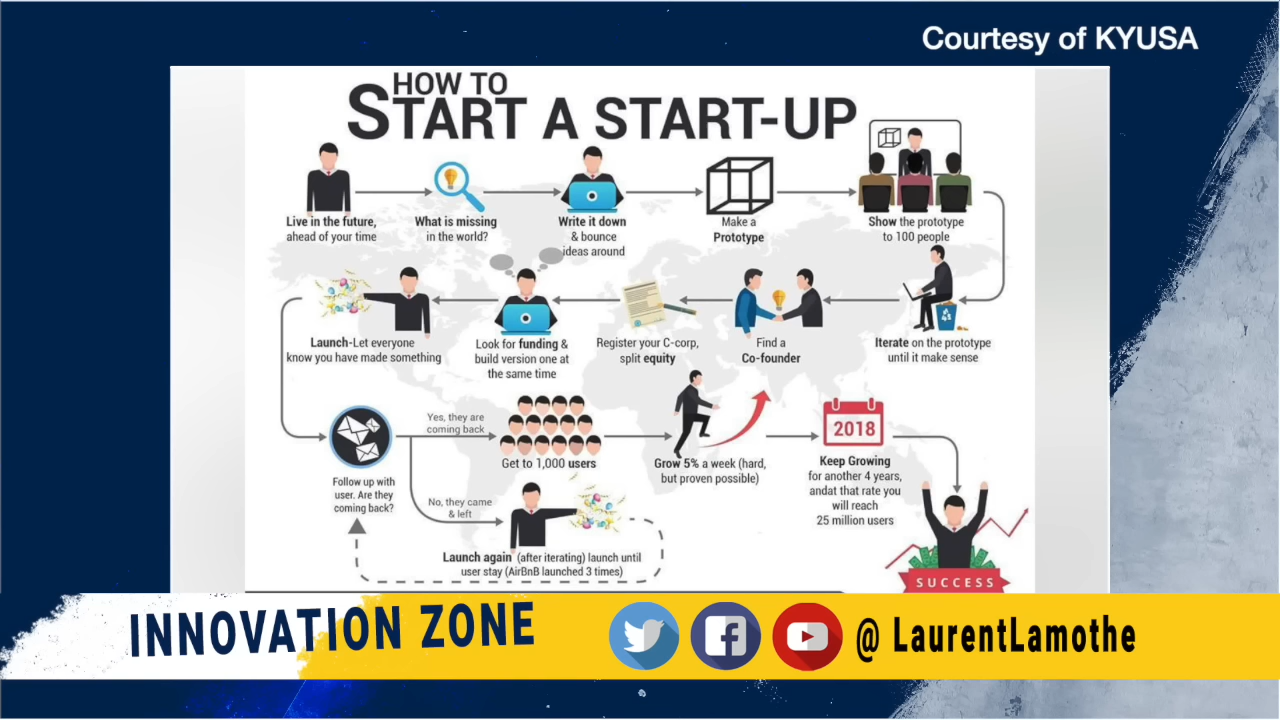 Courtesy of KYUSA
HOW TO
START A START-UP
Live in the future,
ahead of your time
What is missing
in the world?
Write it down
& bounce
ideas around
Make a
Prototype
Show the prototype
to 100 people
Launch-Let everyone
know you have made something
Look for funding &
build version one at
the same time
Register your C-corp,
split equity
Find a
Co-founder
Iterate on the prototype
until it make sense
Follow up with
user. Are they
coming back?
Yes, they are
coming back
Get to 1,000 users
Grow 5% a week (hard,
but proven possible)
2018
Keep Growing
for another 4 years,
andat that rate you
will reach
25 million users
No, they came
& left
Launch again (after iterating) launch until
user stay (AirBnB launched 3 times)
SUCCESS
INNOVATION ZONE
@ LaurentLamothe